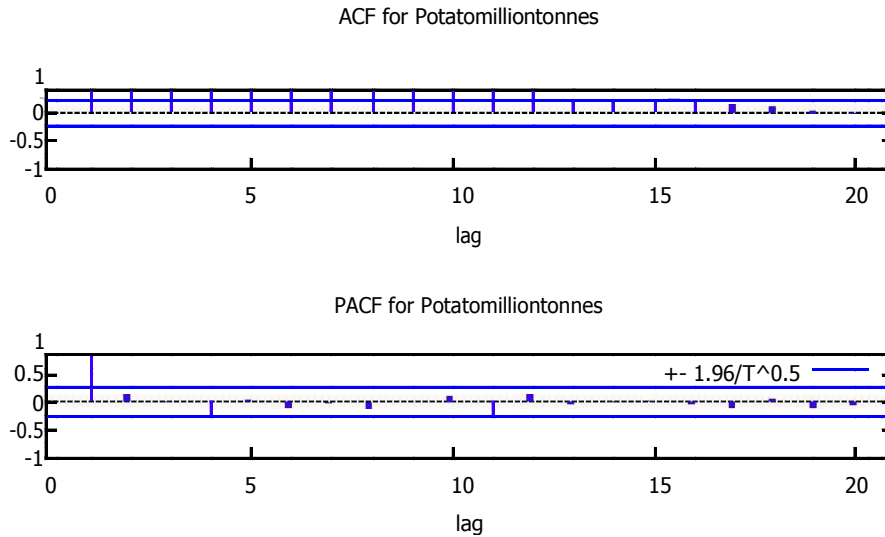 ACF for Potatomilliontonnes
1
0
-0.5
-1
0 5 10 15 20
lag
PACF for Potatomilliontonnes
1
+- 1.96/T^0.5
0.5
0
-0.5
-1
0 5 10 15 20
lag